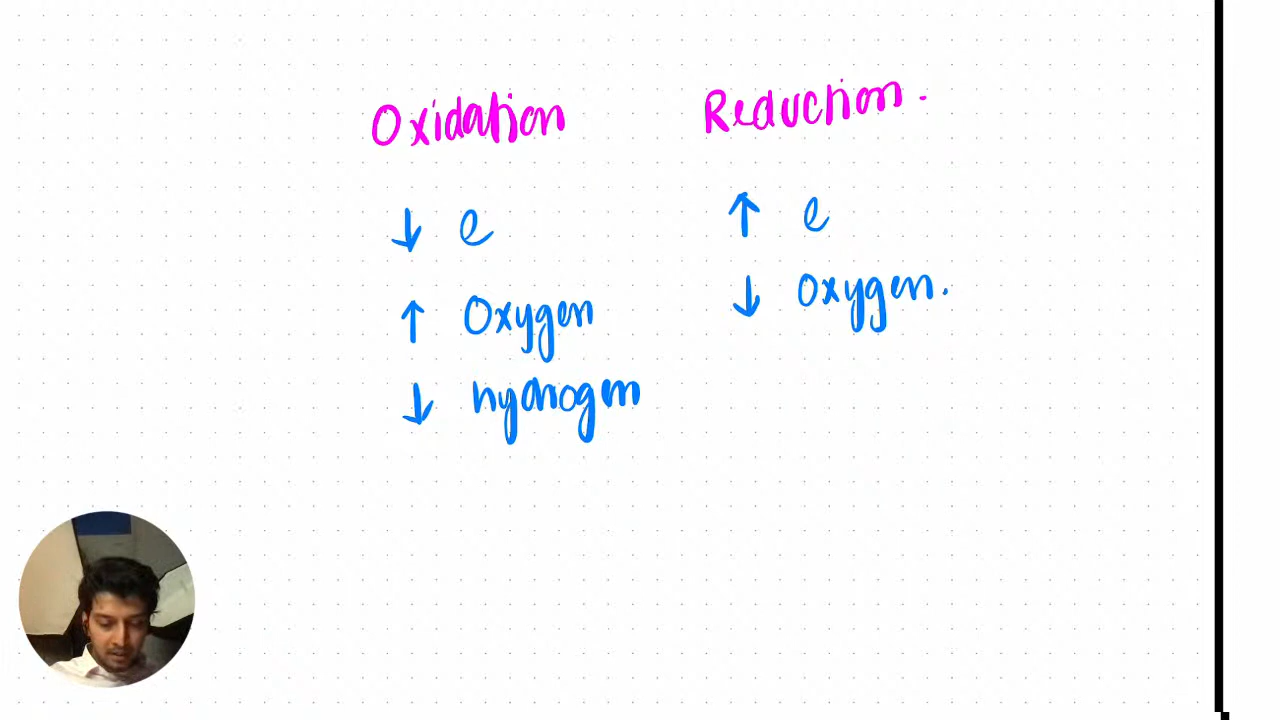 Oxidation
↓ e
↑ Oxygen
↓ hydrogen
Reduction.
↑ e
↓ Oxygen.